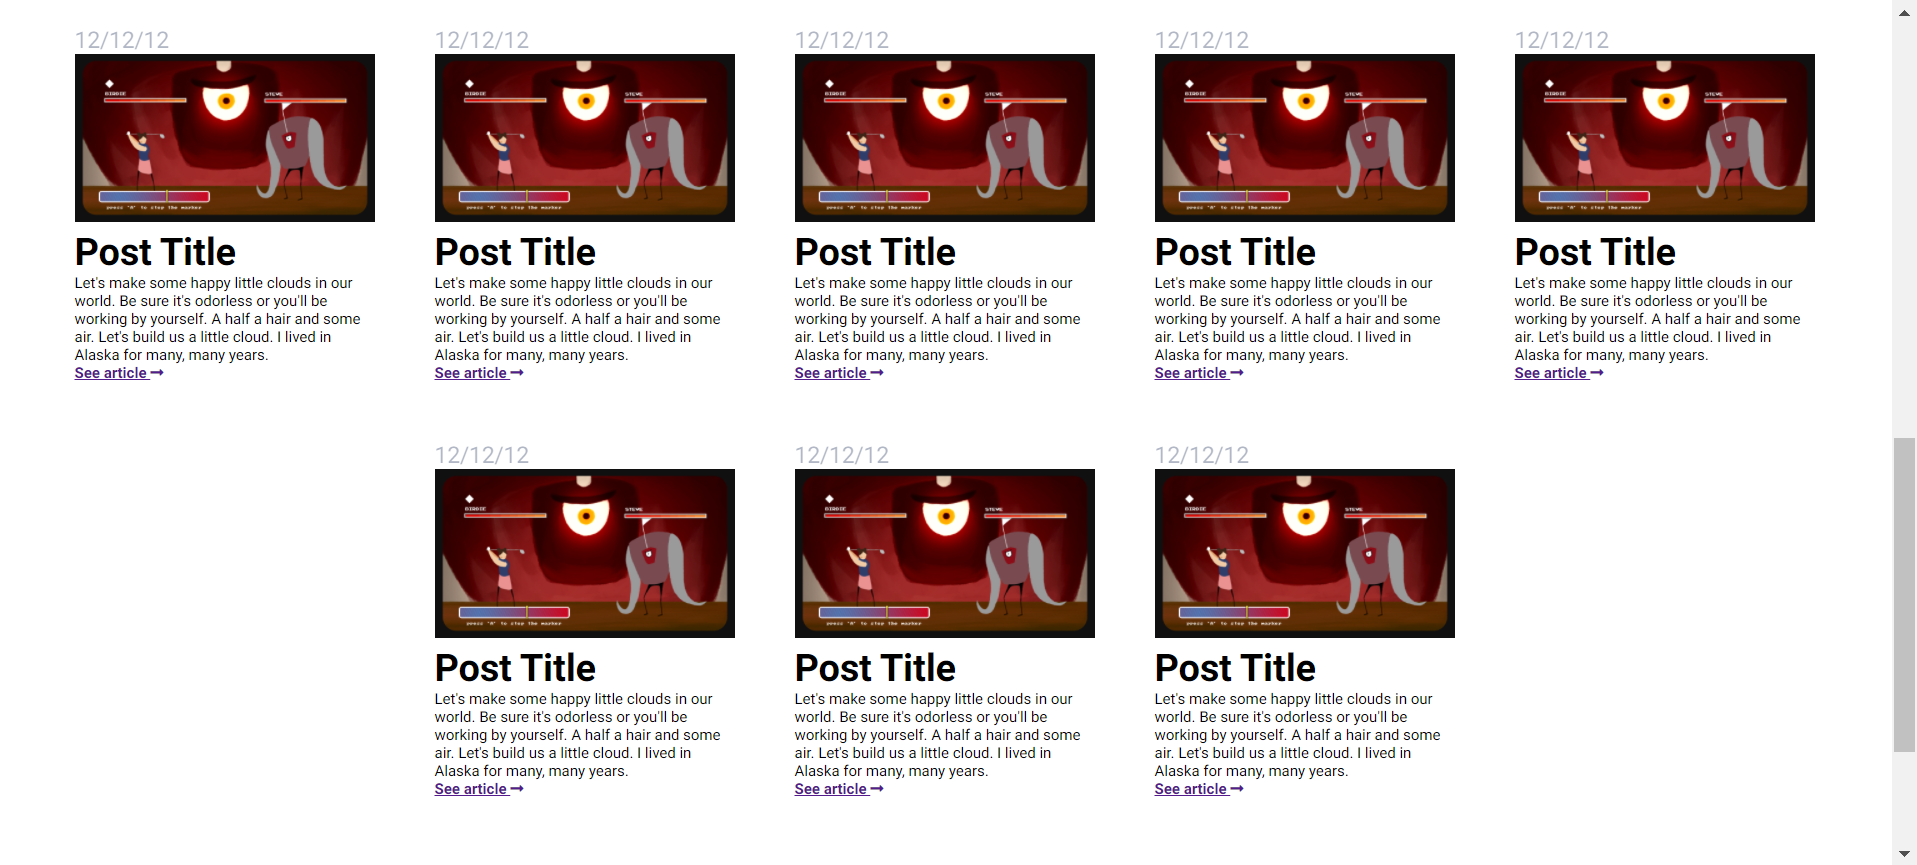 12/12/12 12/12/12 12/12/12 12/12/12 12/12/12
BIRDIE STEVE BIRDIE STEVE BIRDIE STEVE BIRDIE STEVE BIRDIE STEVE
press "A" to stop the marker press "A" to stop the marker press "A" to stop the marker press "A" to stop the marker press "A" to stop the marker
Post Title Post Title Post Title Post Title Post Title
Let's make some happy little clouds in our Let's make some happy little clouds in our Let's make some happy little clouds in our Let's make some happy little clouds in our Let's make some happy little clouds in our
world. Be sure it's odorless or you'll be world. Be sure it's odorless or you'll be world. Be sure it's odorless or you'll be world. Be sure it's odorless or you'll be world. Be sure it's odorless or you'll be
working by yourself. A half a hair and some working by yourself. A half a hair and some working by yourself. A half a hair and some working by yourself. A half a hair and some working by yourself. A half a hair and some
air. Let's build us a little cloud. I lived in air. Let's build us a little cloud. I lived in air. Let's build us a little cloud. I lived in air. Let's build us a little cloud. I lived in air. Let's build us a little cloud. I lived in
Alaska for many, many years. Alaska for many, many years. Alaska for many, many years. Alaska for many, many years. Alaska for many, many years.
See article → See article → See article → See article → See article →
12/12/12 12/12/12 12/12/12
BIRDIE STEVE BIRDIE STEVE BIRDIE STEVE
press "A" to stop the marker press "A" to stop the marker press "A" to stop the marker
Post Title Post Title Post Title
Let's make some happy little clouds in our Let's make some happy little clouds in our Let's make some happy little clouds in our
world. Be sure it's odorless or you'll be world. Be sure it's odorless or you'll be world. Be sure it's odorless or you'll be
working by yourself. A half a hair and some working by yourself. A half a hair and some working by yourself. A half a hair and some
air. Let's build us a little cloud. I lived in air. Let's build us a little cloud. I lived in air. Let's build us a little cloud. I lived in
Alaska for many, many years. Alaska for many, many years. Alaska for many, many years.
See article → See article → See article →